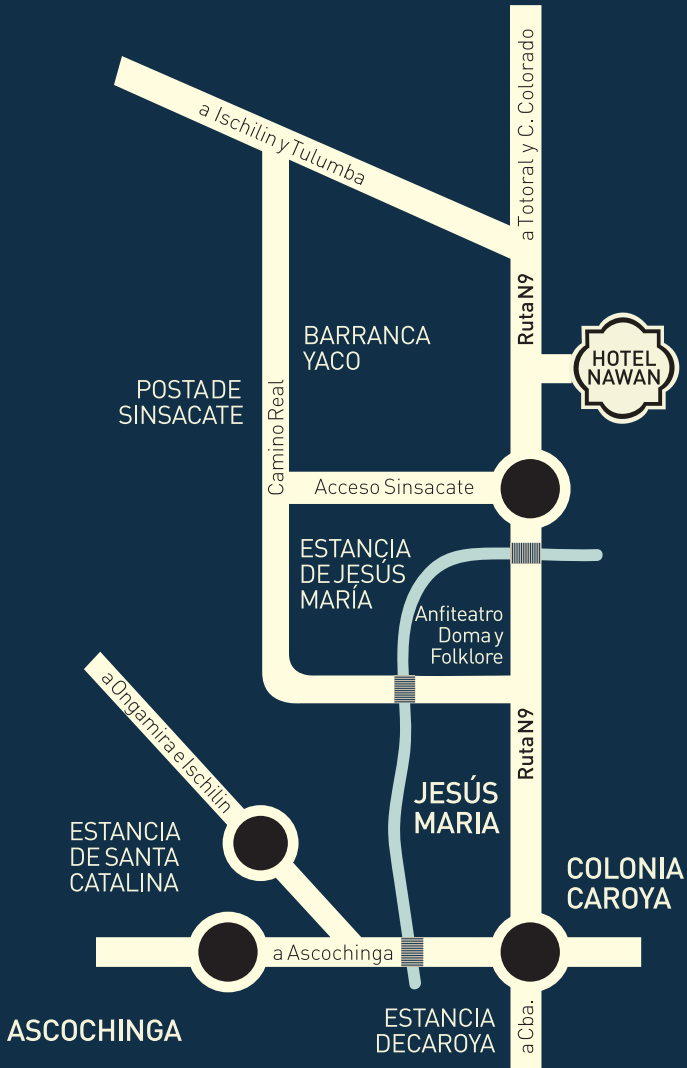 a Totoral y C. Colorado
a Ischilin y Tulumba
Ruta N9
BARRANCA
YACO
HOTEL
NAWAN
POSTA DE
SINSACATE
Camino Real
Acceso Sinsacate
ESTANCIA
DE JESÚS
MARÍA
Anfiteatro
Doma y
Folklore
a Ongamira e Ischilin
Ruta N9
JESÚS
MARIA
ESTANCIA
DE SANTA
CATALINA
COLONIA
CAROYA
a Ascochinga
ASCOCHINGA
ESTANCIA
DECAROYA
a Cba.